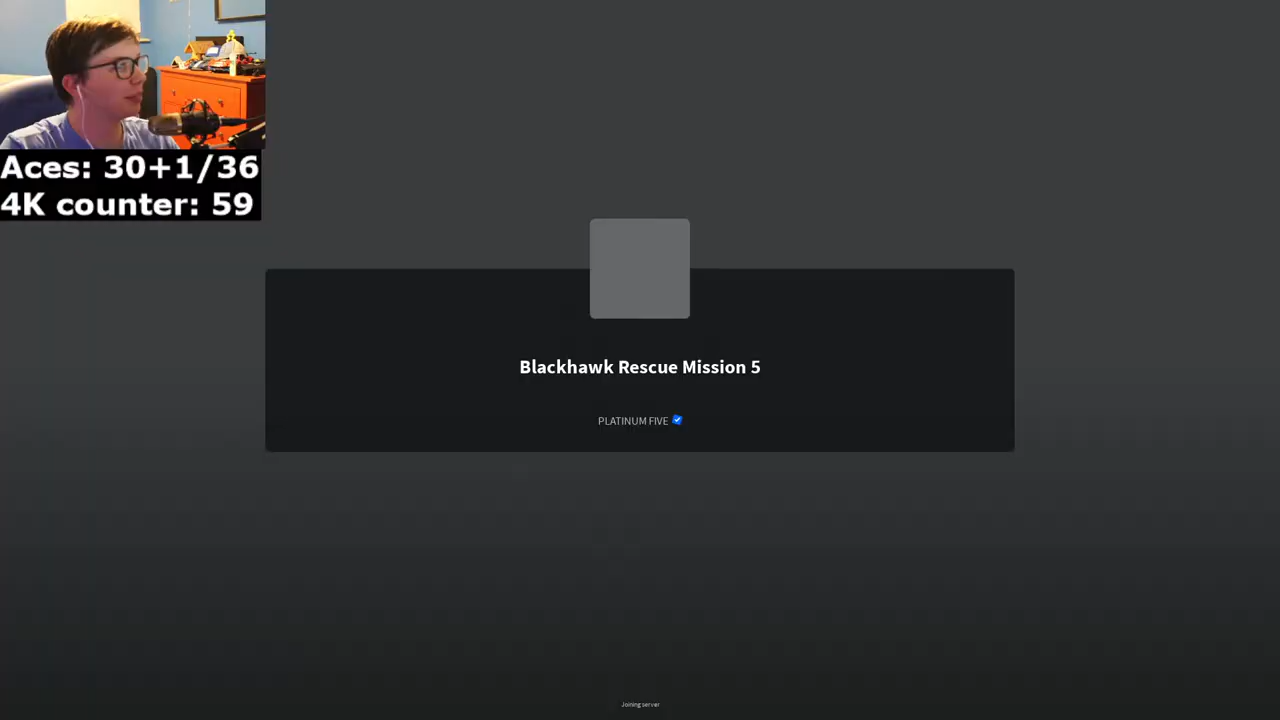 Aces: 30+1/36
4K counter: 59
Blackhawk Rescue Mission 5
PLATINUM FIVE
Joining server